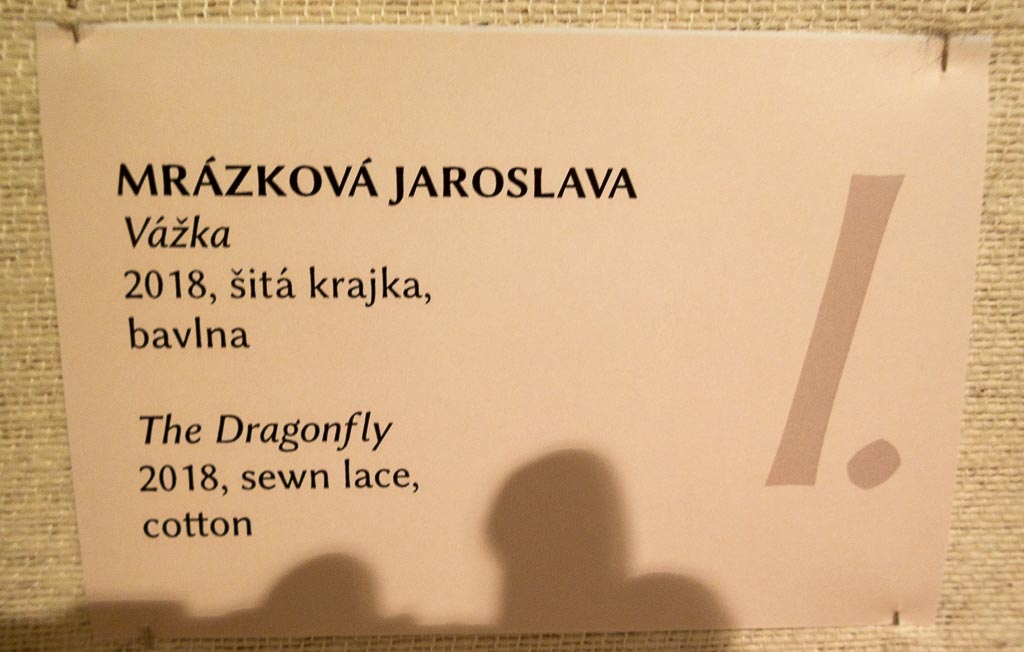 MRÁZKOVÁ JAROSLAVA
Vážka
2018, šitá krajka,
bavlna
The Dragonfly
2018, sewn lace,
cotton
I.